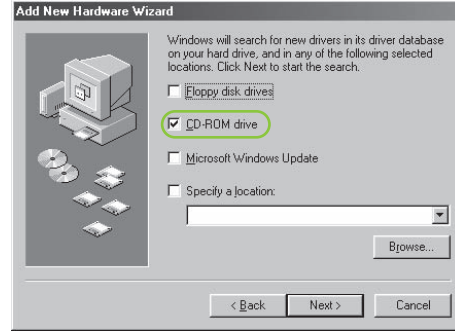 Add New Hardware Wizard
Windows will search for new drivers in its driver database
on your hard drive, and in any of the following selected
locations. Click Next to start the search.
Floppy disk drives
CD-ROM drive
Microsoft Windows Update
Specify a location:
Browse...
< Back
Next >
Cancel